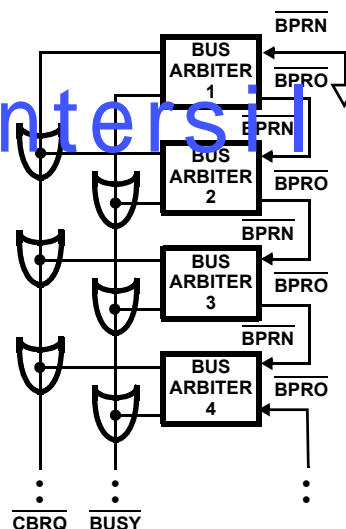 BPRN
BUS
ARBITER
1
BPRO
ntersil
BPRN
BUS
ARBITER
2
BPRO
BPRN
BUS
ARBITER
3
BPRO
BPRN
BUS
ARBITER
4
BPRO
CBRQ BUSY